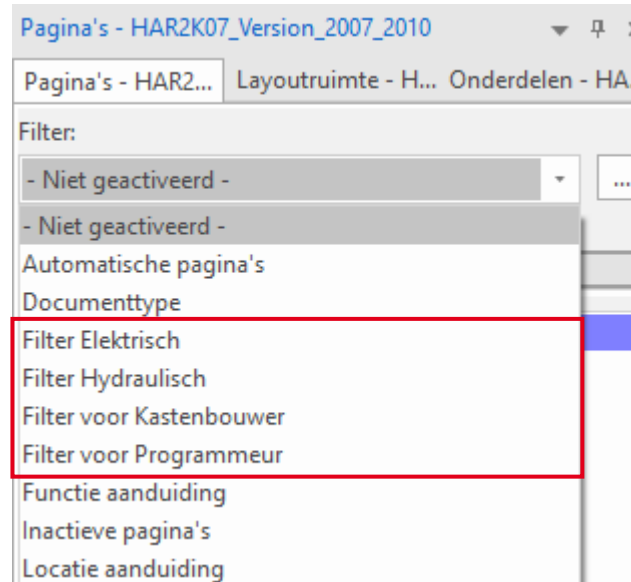 Pagina's - HAR2K07_Version_2007_2010
Pagina's - HAR2... Layoutruimte - H... Onderdelen - HA
Filter:
- Niet geactiveerd - ...
- Niet geactiveerd -
Automatische pagina's
Documenttype
Filter Elektrisch
Filter Hydraulisch
Filter voor Kastenbouwer
Filter voor Programmeur
Functie aanduiding
Inactieve pagina's
Locatie aanduiding